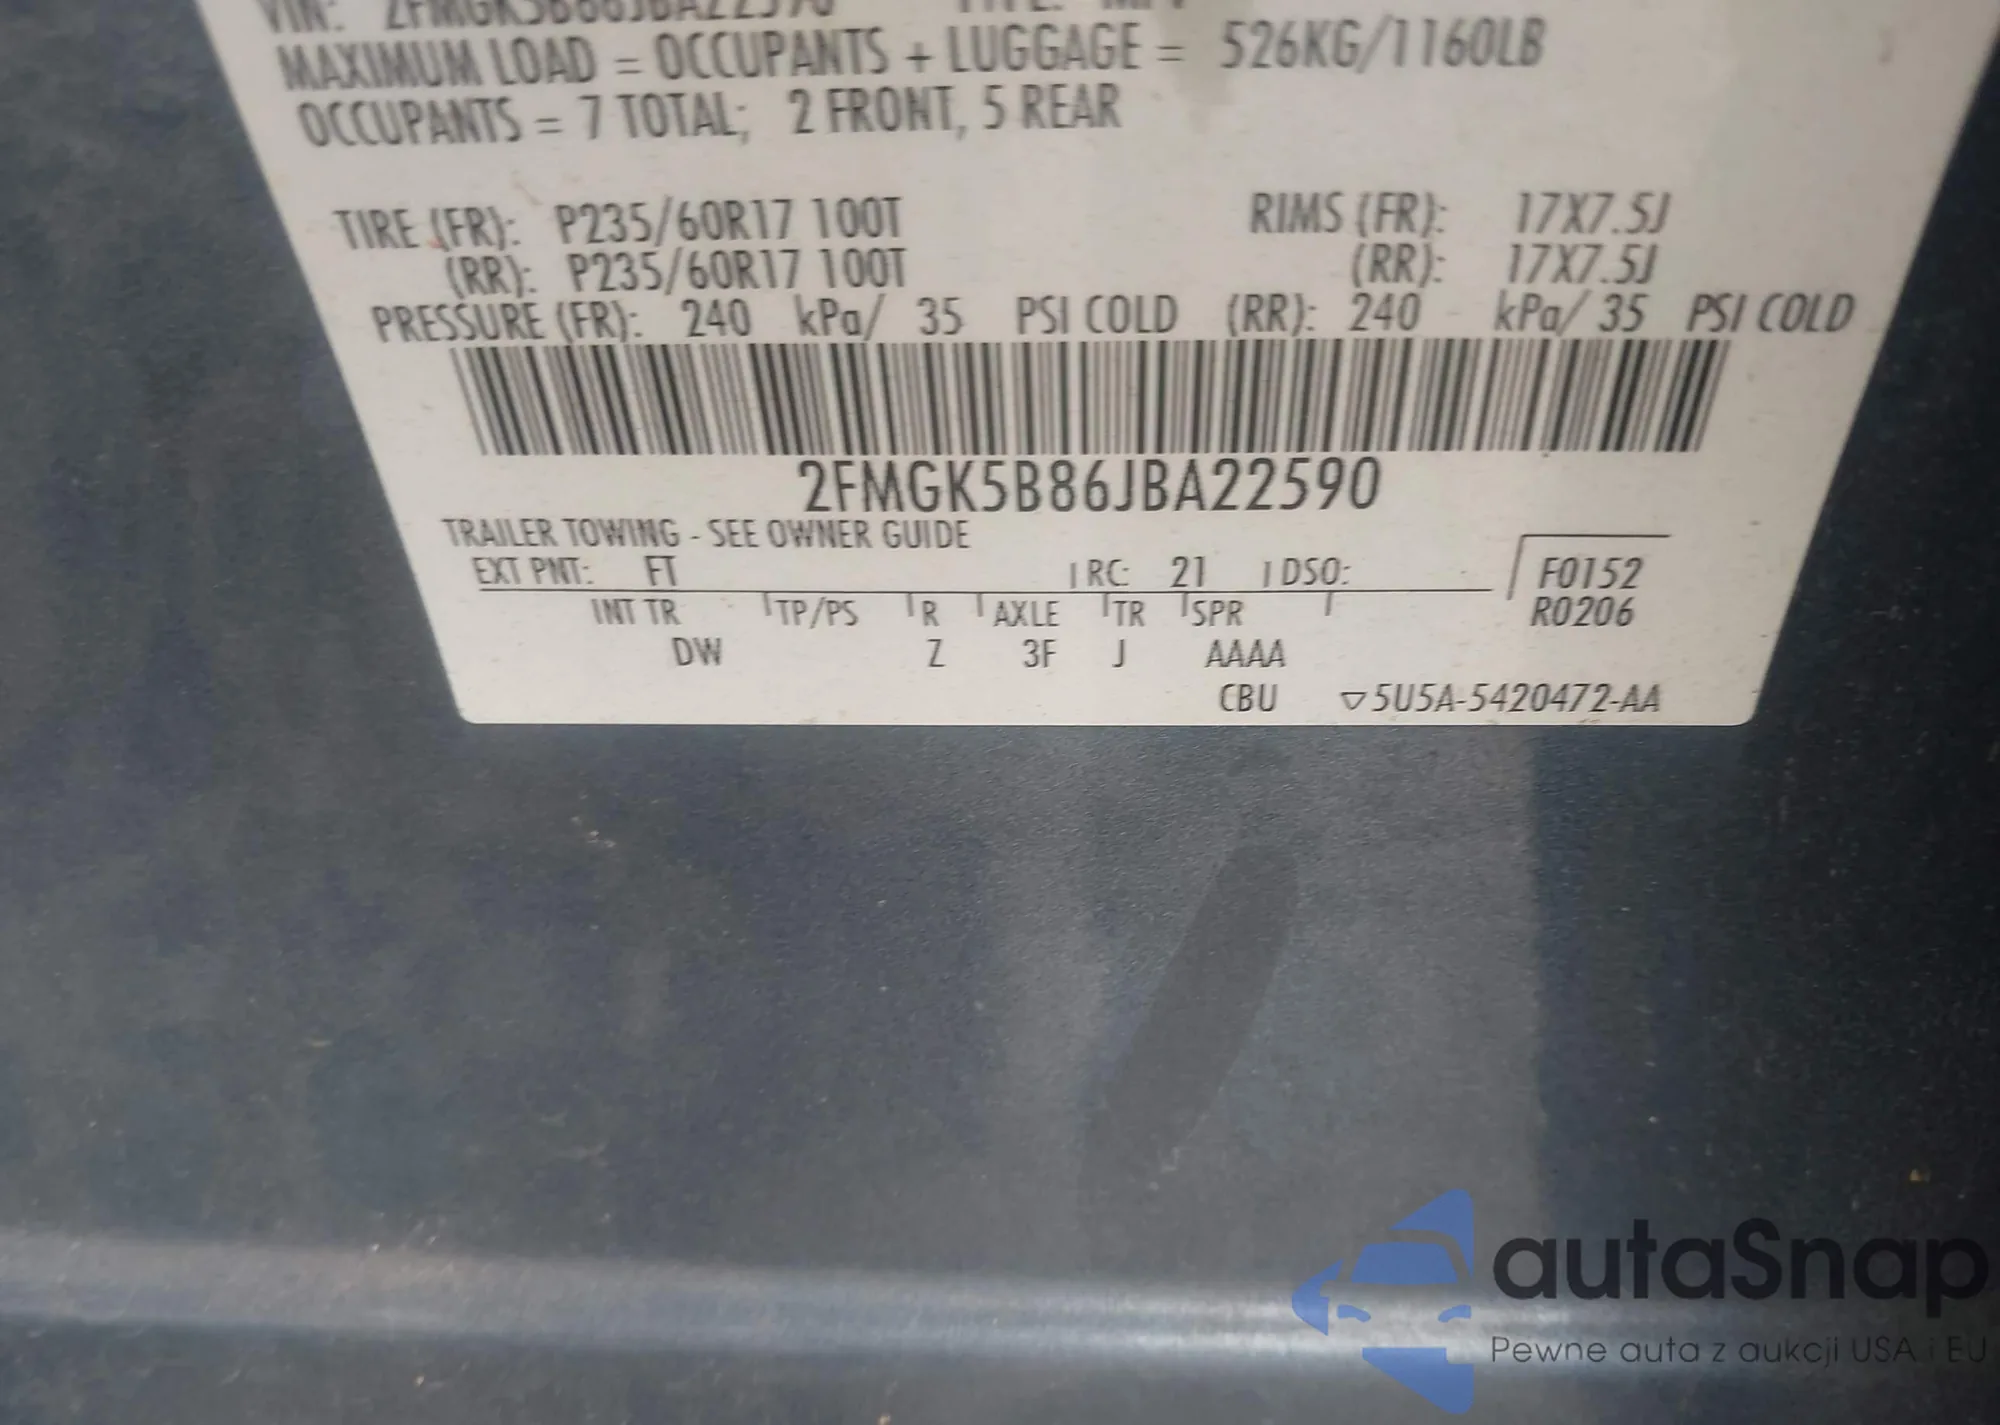 VIN: 2FMGK5B86JBA22590 TYPE: MPV
MAXIMUM LOAD = OCCUPANTS + LUGGAGE = 526KG/1160LB
OCCUPANTS = 7 TOTAL; 2 FRONT, 5 REAR
TIRE (FR): P235/60R17 100T RIMS (FR): 17X7.5J
(RR): P235/60R17 100T (RR): 17X7.5J
PRESSURE (FR): 240 kPa/ 35 PSI COLD (RR): 240 kPa/ 35 PSI COLD
2FMGK5B86JBA22590
TRAILER TOWING - SEE OWNER GUIDE
EXT PNT: FT RC: 21 DSO: F0152
INT TR TP/PS R AXLE TR SPR R0206
DW Z 3F J AAAA
CBU ▽5U5A-5420472-AA
autaSnap
Pewne auta z aukcji USA i EU